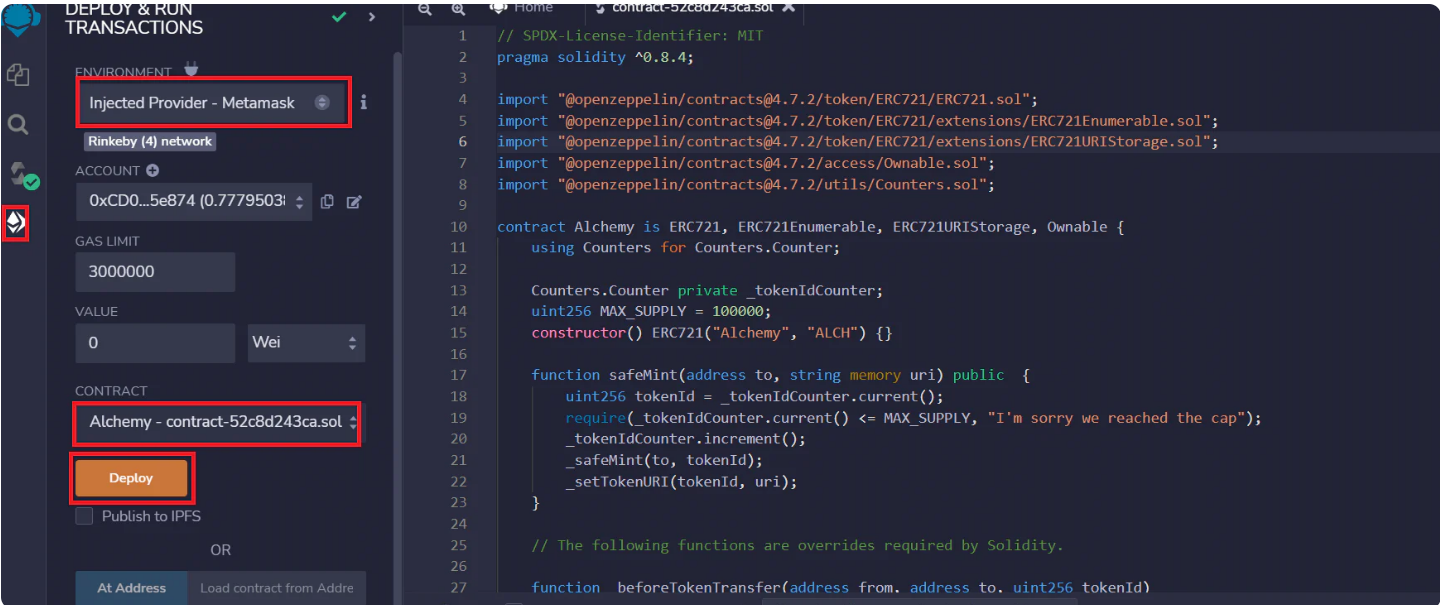 DEPLOY & RUN
TRANSACTIONS
ENVIRONMENT
Injected Provider - Metamask
i
Rinkeby (4) network
ACCOUNT
0xCD0...5e874 (0.77795038
GAS LIMIT
3000000
VALUE
0
Wei
CONTRACT
Alchemy - contract-52c8d243ca.sol
Deploy
Publish to IPFS
OR
At Address
Load contract from Addre
Home
contract-52c8d243ca.sol
1 // SPDX-License-Identifier: MIT
2 pragma solidity ^0.8.4;
3
4 import "@openzeppelin/contracts@4.7.2/token/ERC721/ERC721.sol";
5 import "@openzeppelin/contracts@4.7.2/token/ERC721/extensions/ERC721Enumerable.sol";
6 import "@openzeppelin/contracts@4.7.2/token/ERC721/extensions/ERC721URIStorage.sol";
7 import "@openzeppelin/contracts@4.7.2/access/Ownable.sol";
8 import "@openzeppelin/contracts@4.7.2/utils/Counters.sol";
9
10 contract Alchemy is ERC721, ERC721Enumerable, ERC721URIStorage, Ownable {
11 using Counters for Counters.Counter;
12
13 Counters.Counter private _tokenIdCounter;
14 uint256 MAX_SUPPLY = 100000;
15 constructor() ERC721("Alchemy", "ALCH") {}
16
17 function safeMint(address to, string memory uri) public {
18 uint256 tokenId = _tokenIdCounter.current();
19 require(_tokenIdCounter.current() <= MAX_SUPPLY, "I'm sorry we reached the cap");
20 _tokenIdCounter.increment();
21 _safeMint(to, tokenId);
22 _setTokenURI(tokenId, uri);
23 }
24
25 // The following functions are overrides required by Solidity.
26
27 function _beforeTokenTransfer(address from, address to, uint256 tokenId)